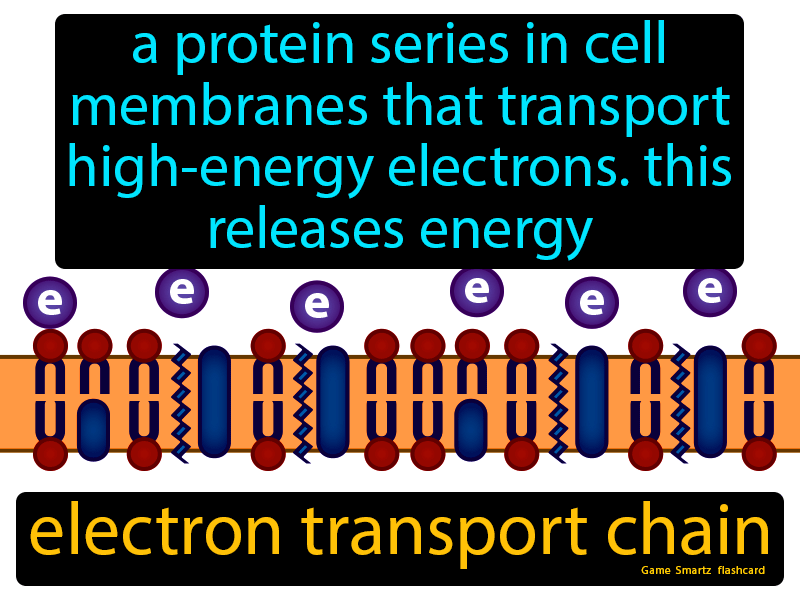 a protein series in cell
membranes that transport
high-energy electrons. this
releases energy
e e e e e e
electron transport chain
Game Smartz flashcard